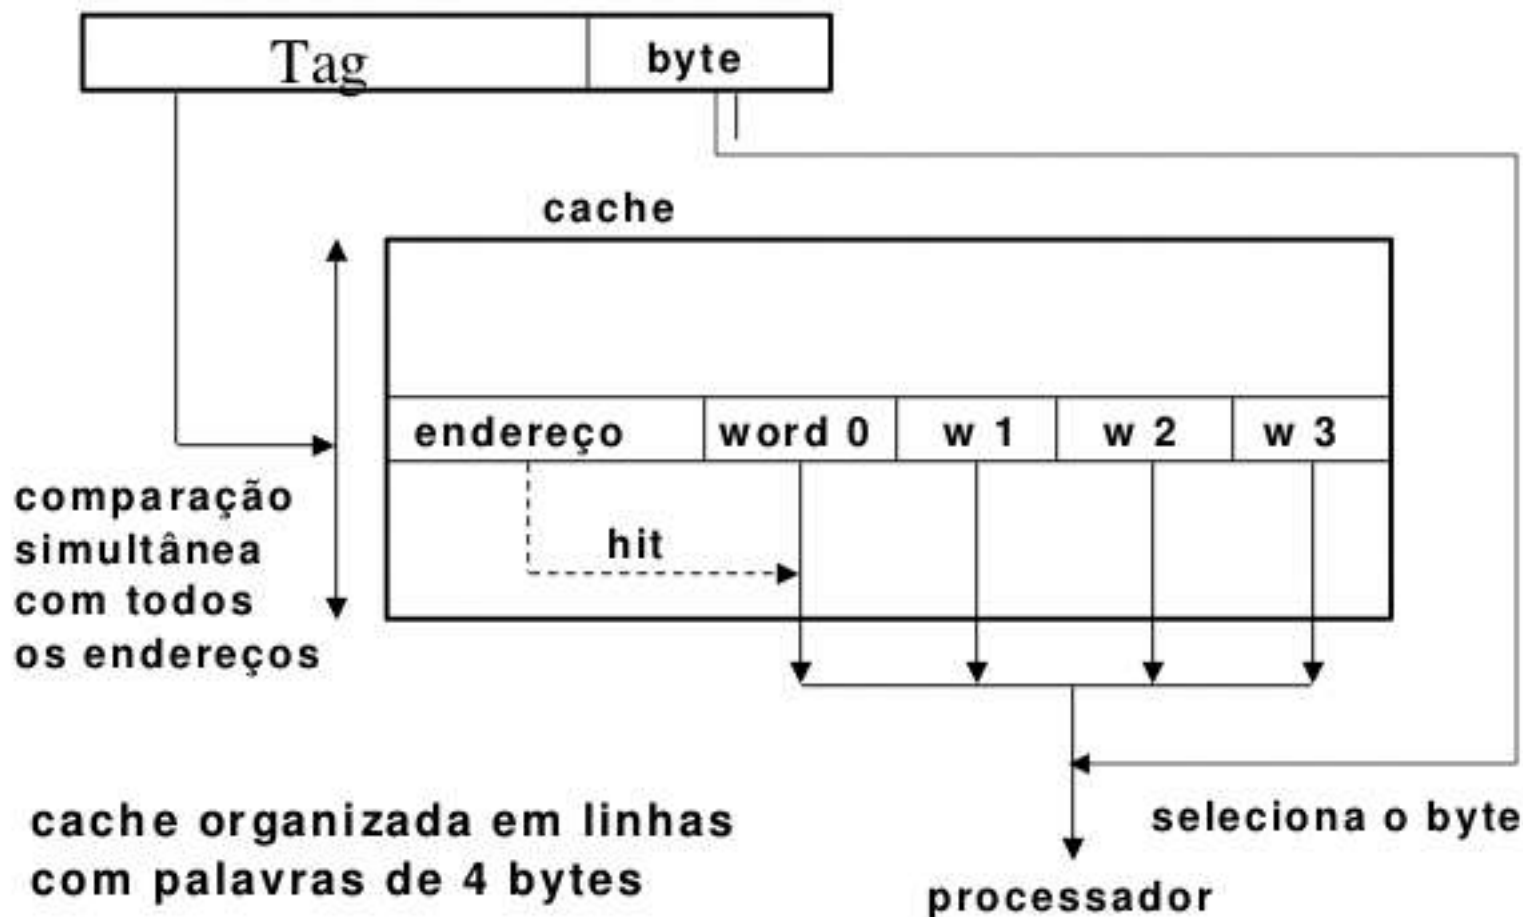 Tag byte
cache
endereço word 0 w 1 w 2 w 3
comparação
simultânea
com todos
os endereços
hit
cache organizada em linhas
com palavras de 4 bytes
seleciona o byte
processador